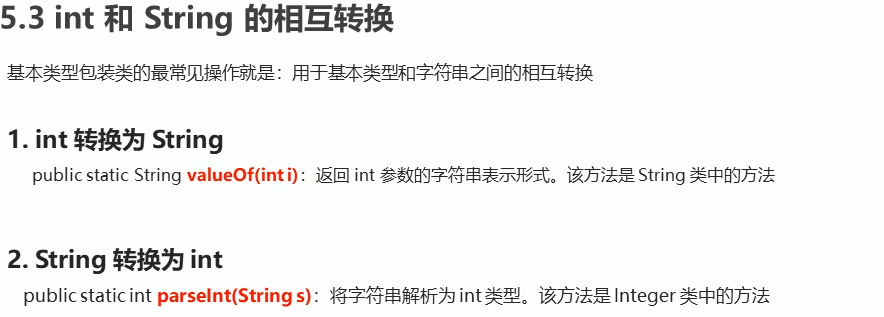 5.3 int 和 String 的相互转换
基本类型包装类的最常见操作就是：用于基本类型和字符串之间的相互转换
1. int 转换为 String
public static String valueOf(int i)：返回 int 参数的字符串表示形式。该方法是 String 类中的方法
2. String 转换为 int
public static int parseInt(String s)：将字符串解析为 int 类型。该方法是 Integer 类中的方法